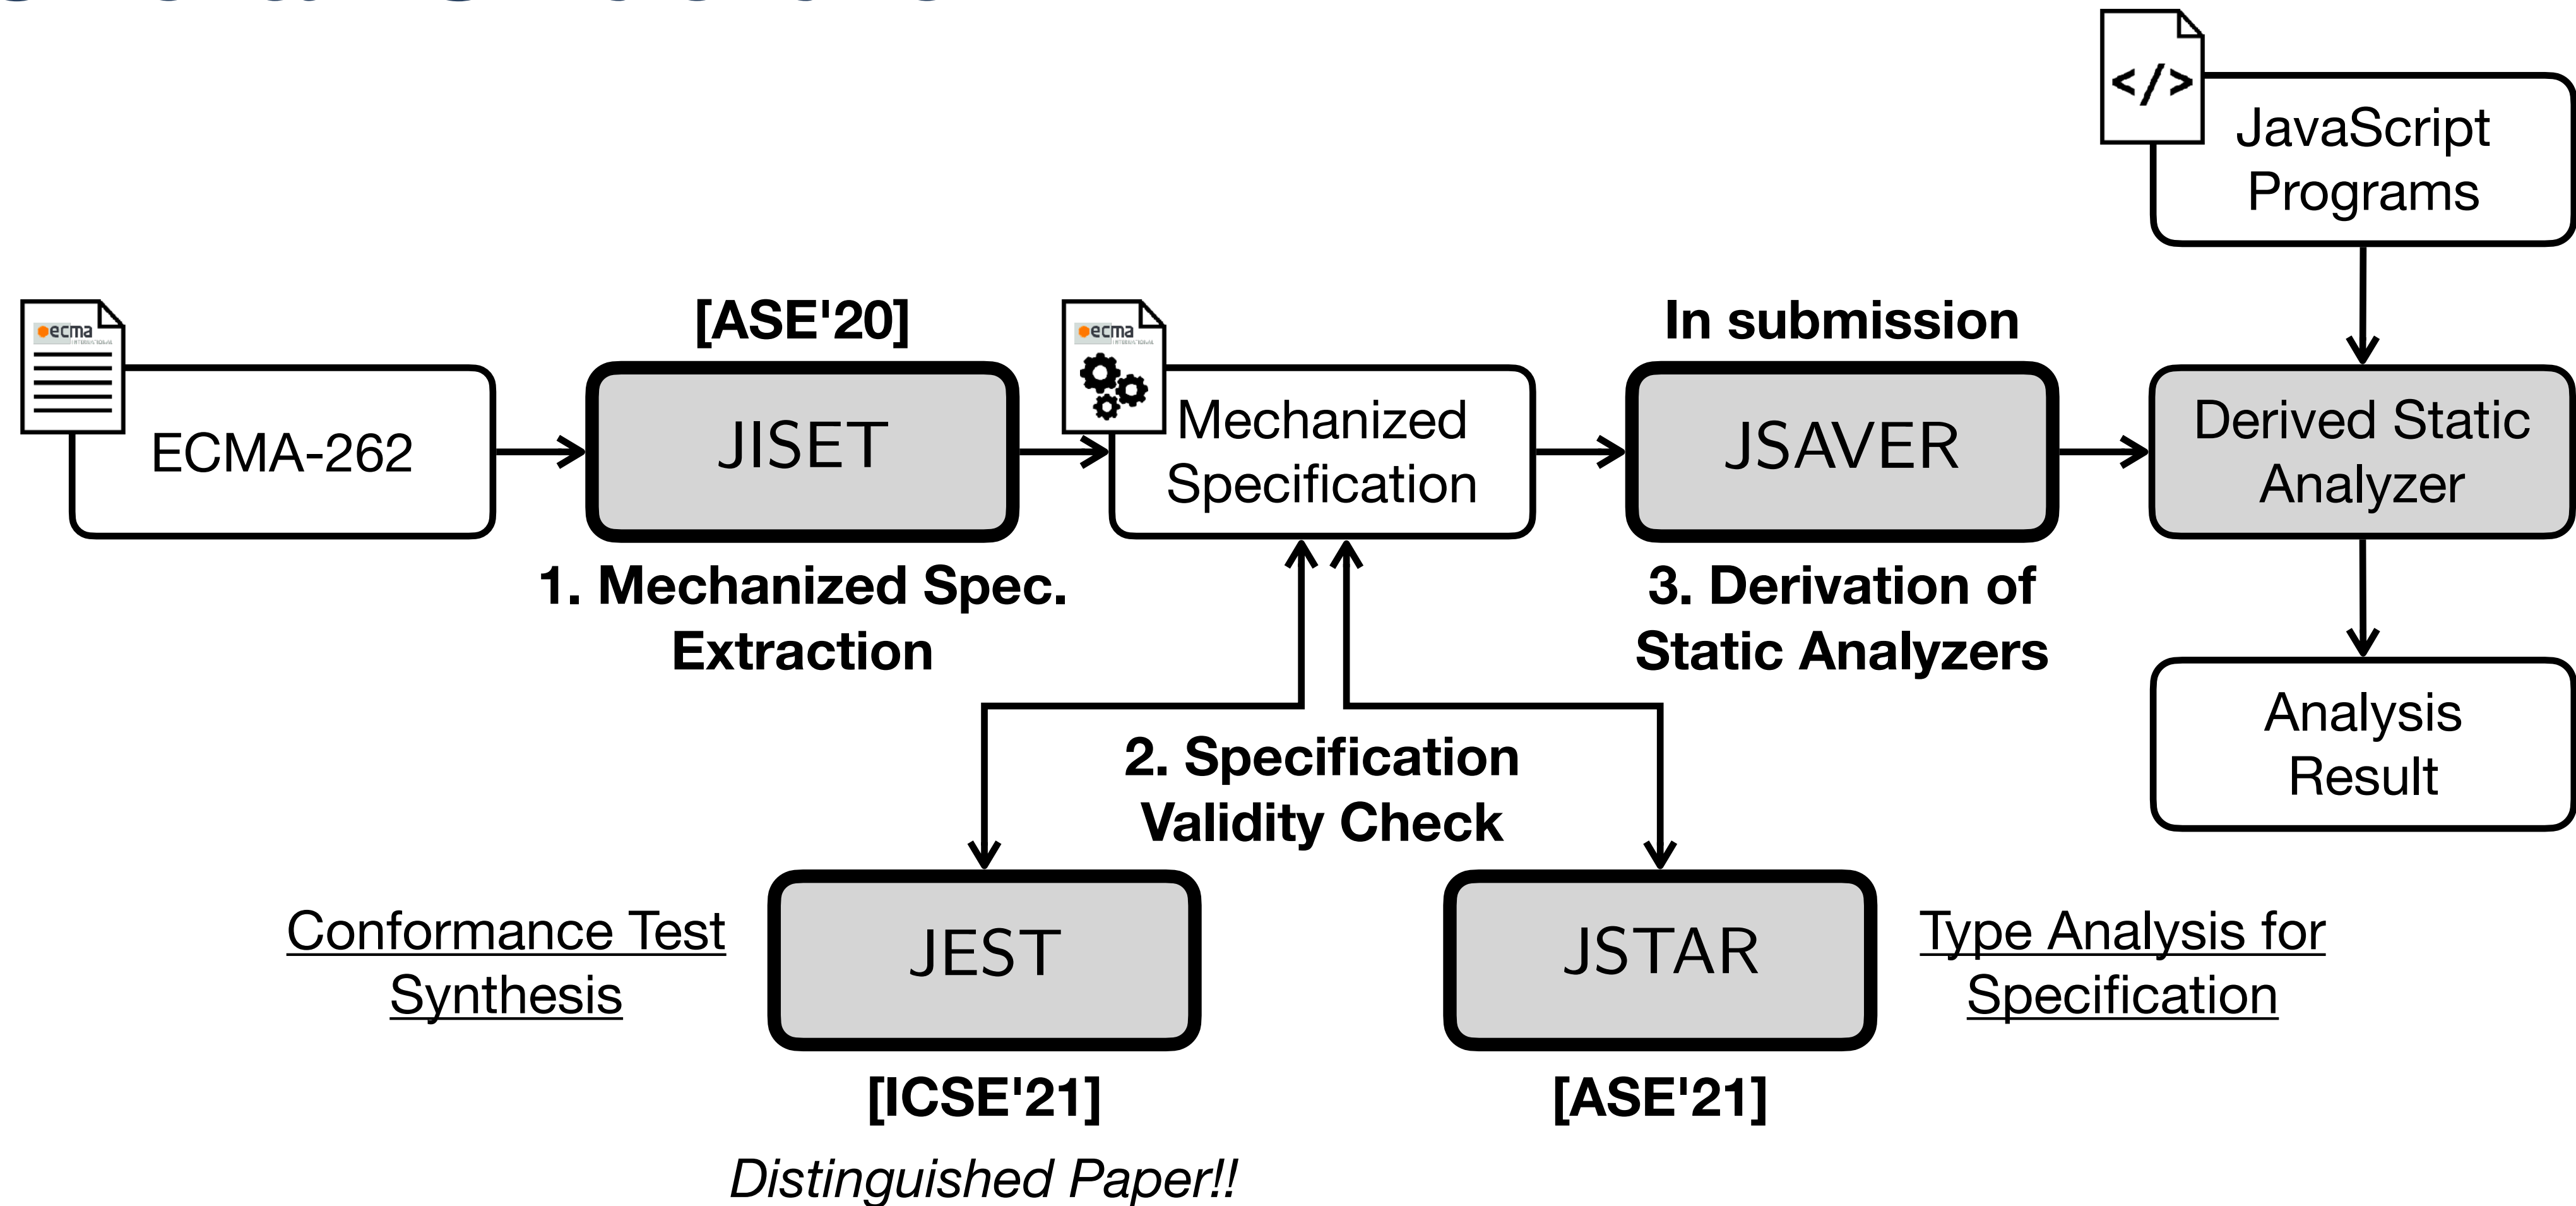 </>
JavaScript
Programs
[ASE'20]
In submission
ecma
ecma
ECMA-262
JISET
Mechanized
Specification
JSAVER
Derived Static
Analyzer
1. Mechanized Spec.
Extraction
3. Derivation of
Static Analyzers
2. Specification
Validity Check
Analysis
Result
Conformance Test
Synthesis
JEST
JSTAR
Type Analysis for
Specification
[ICSE'21]
[ASE'21]
Distinguished Paper!!